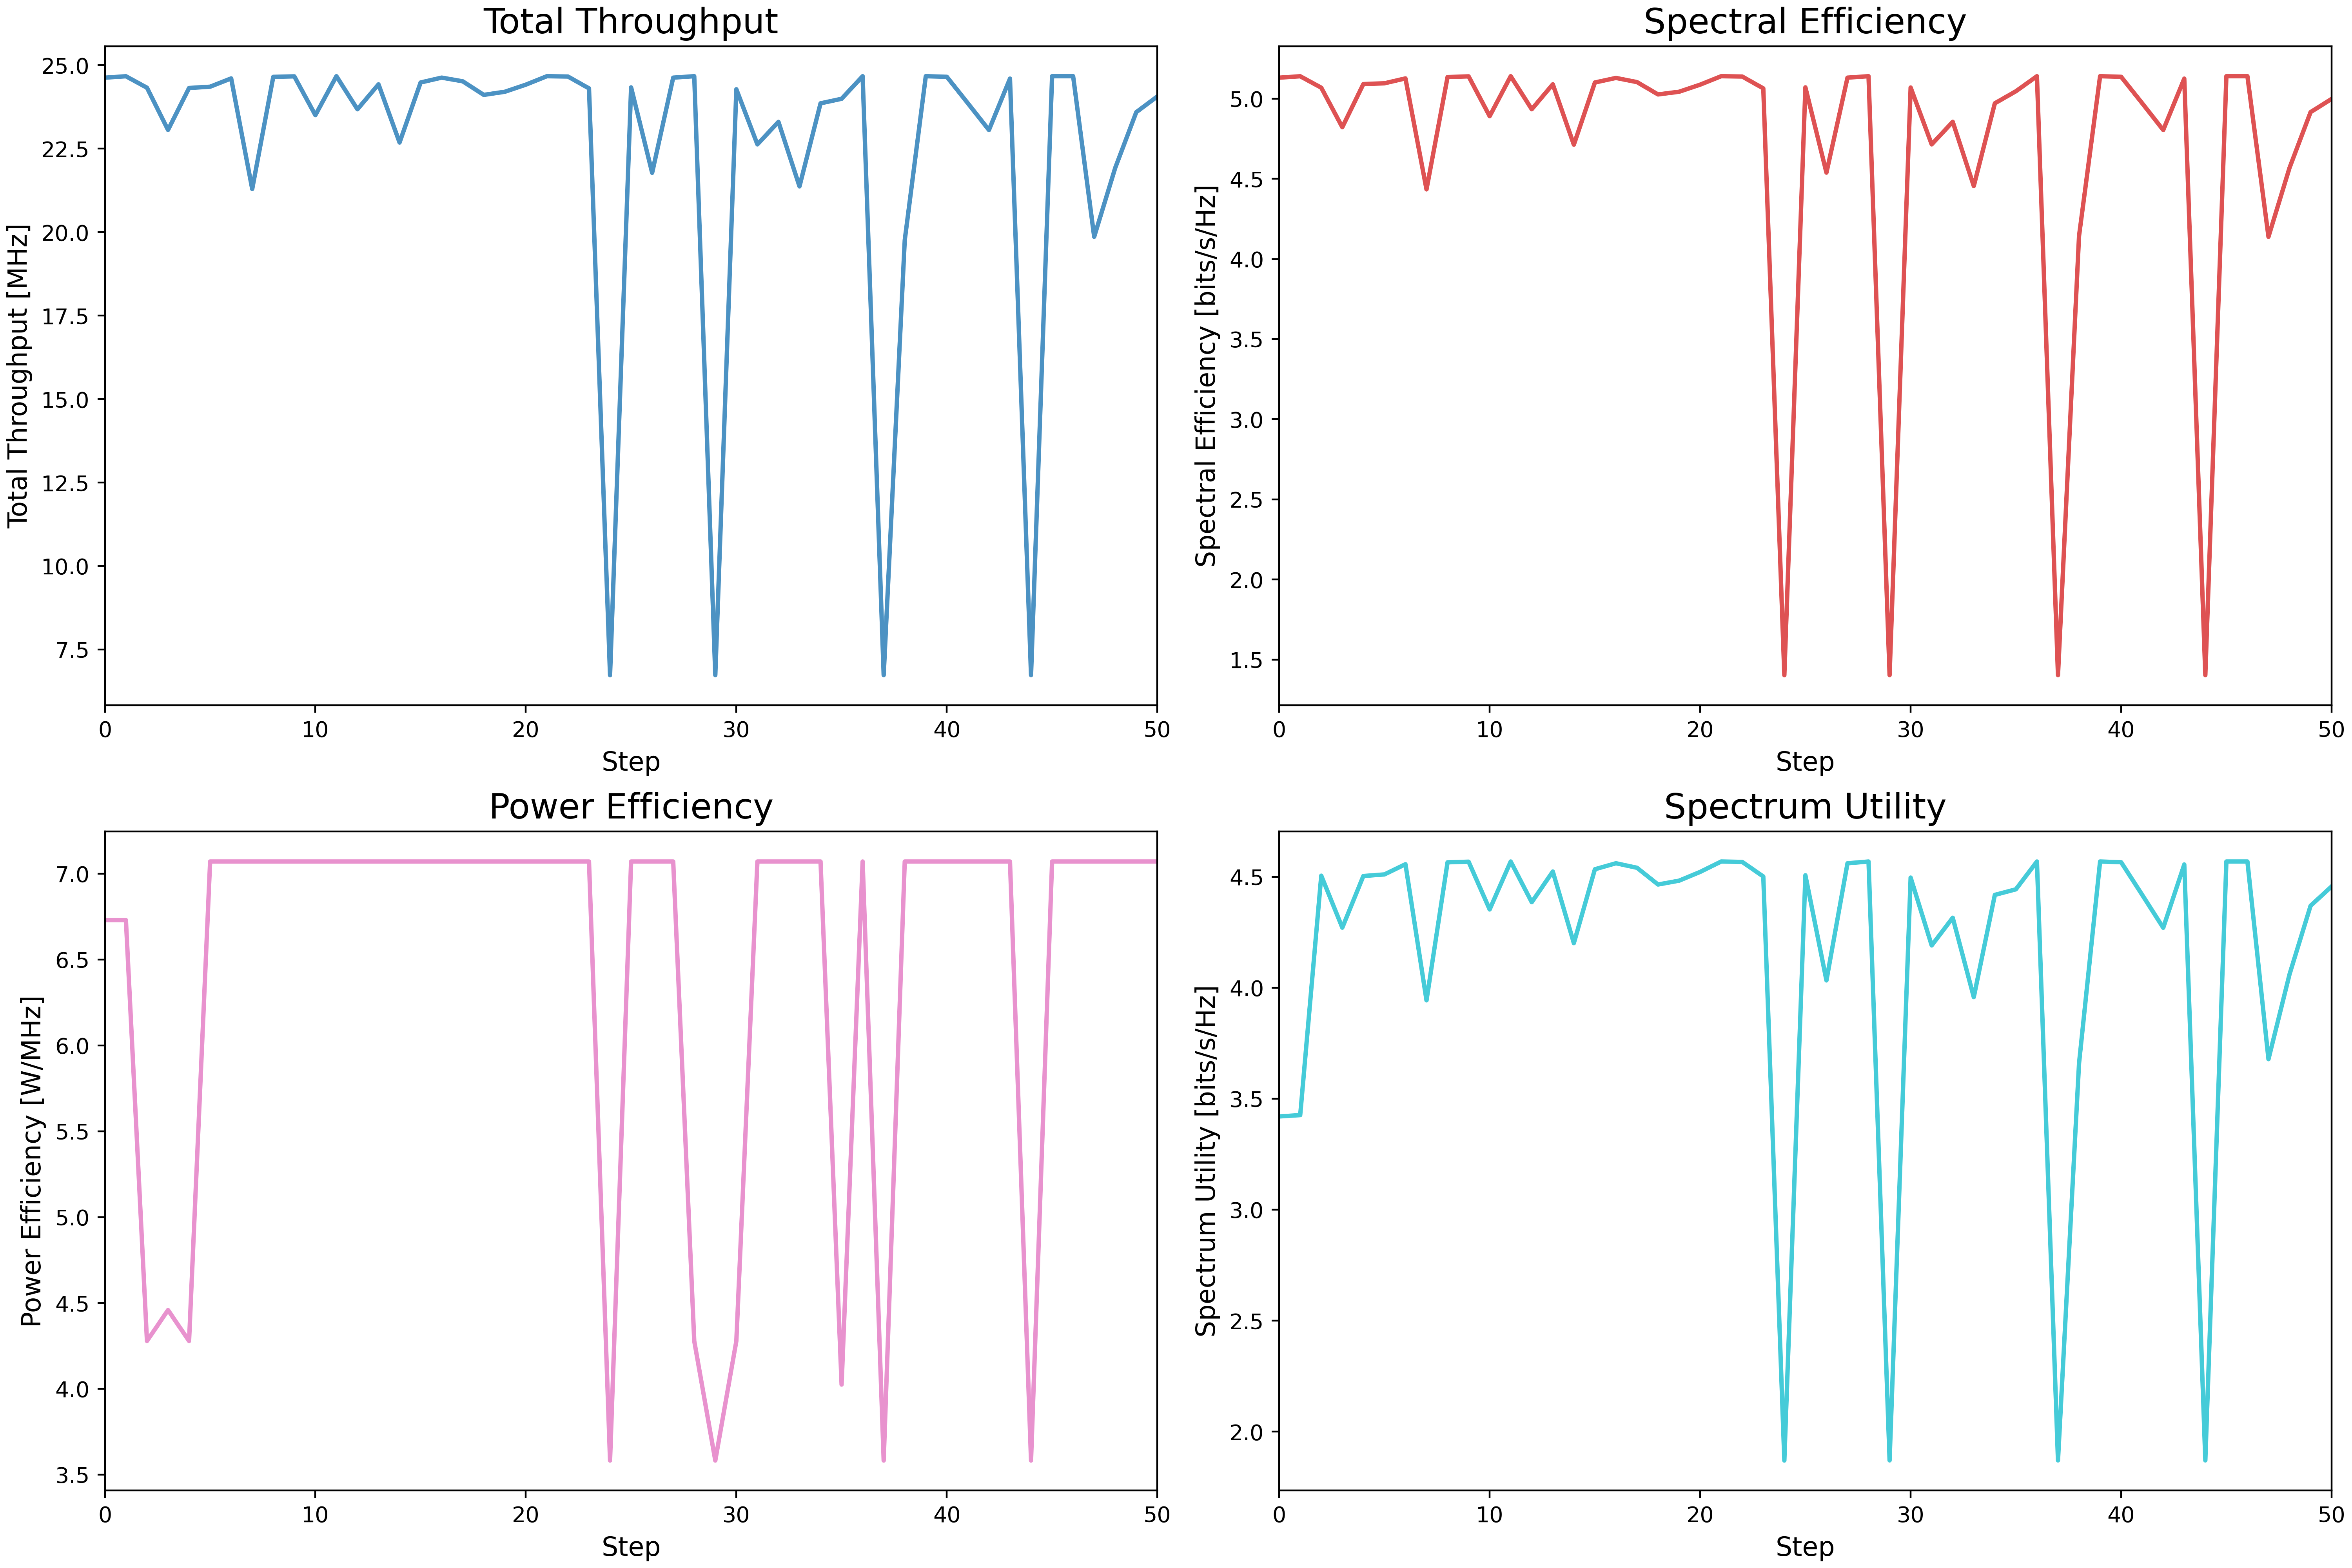 Total Throughput
Total Throughput [MHz]
25.0
22.5
20.0
17.5
15.0
12.5
10.0
7.5
0 10 20 30 40 50
Step
Spectral Efficiency
Spectral Efficiency [bits/s/Hz]
5.0
4.5
4.0
3.5
3.0
2.5
2.0
1.5
0 10 20 30 40 50
Step
Power Efficiency
Power Efficiency [W/MHz]
7.0
6.5
6.0
5.5
5.0
4.5
4.0
3.5
0 10 20 30 40 50
Step
Spectrum Utility
Spectrum Utility [bits/s/Hz]
4.5
4.0
3.5
3.0
2.5
2.0
0 10 20 30 40 50
Step